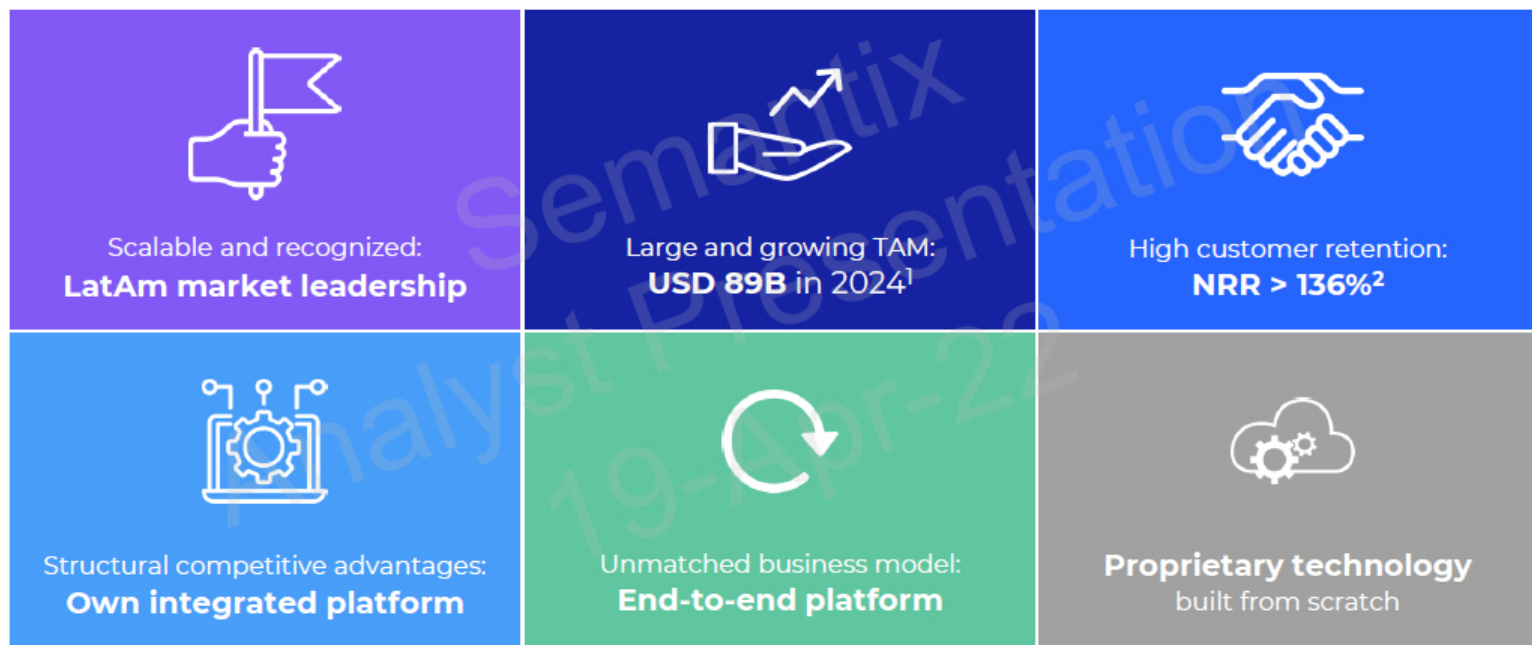 Scalable and recognized:
LatAm market leadership
Large and growing TAM:
USD 89B in 2024¹
High customer retention:
NRR > 136%²
Structural competitive advantages:
Own integrated platform
Unmatched business model:
End-to-end platform
Proprietary technology
built from scratch
Semantix
Analyst Presentation
19-Apr-22